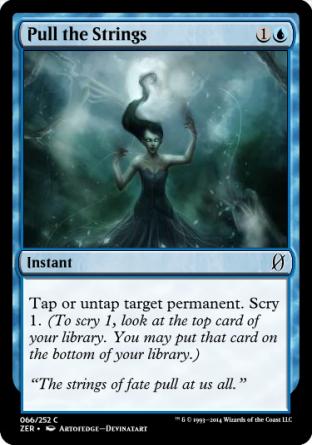 Pull the Strings 1
Instant
Tap or untap target permanent. Scry
1. (To scry 1, look at the top card of
your library. You may put that card on
the bottom of your library.)
“The strings of fate pull at us all.”
066/252 C
ZER • Artofedge-Devinatart
™ & © 1993–2014 Wizards of the Coast LLC